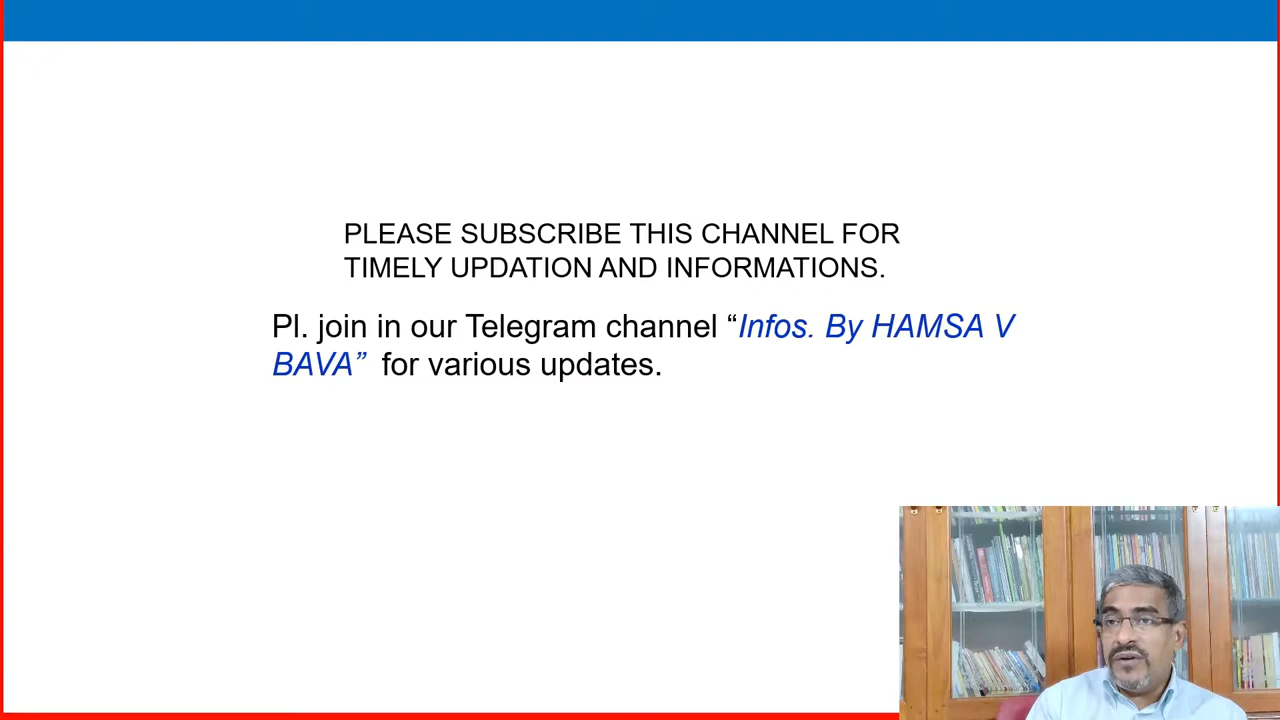 PLEASE SUBSCRIBE THIS CHANNEL FOR
TIMELY UPDATION AND INFORMATIONS.
Pl. join in our Telegram channel “Infos. By HAMSA V
BAVA” for various updates.